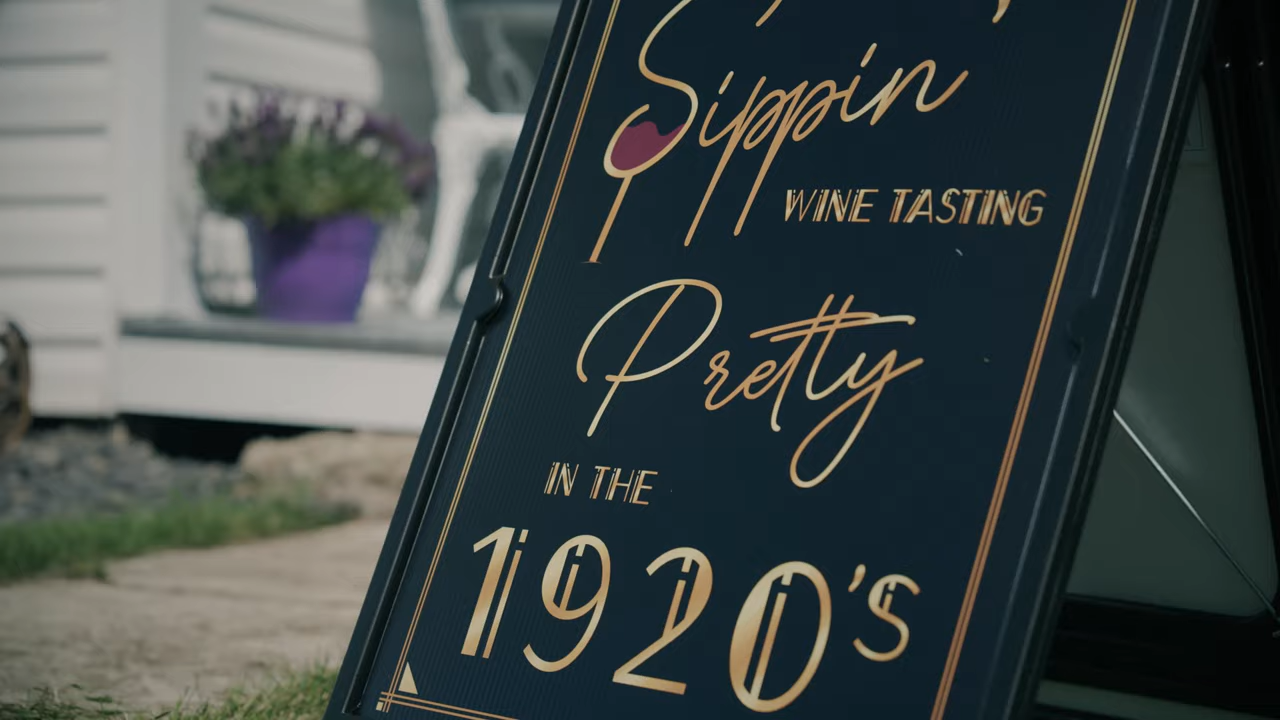 Sippin'
WINE TASTING
Pretty
IN THE
1920's